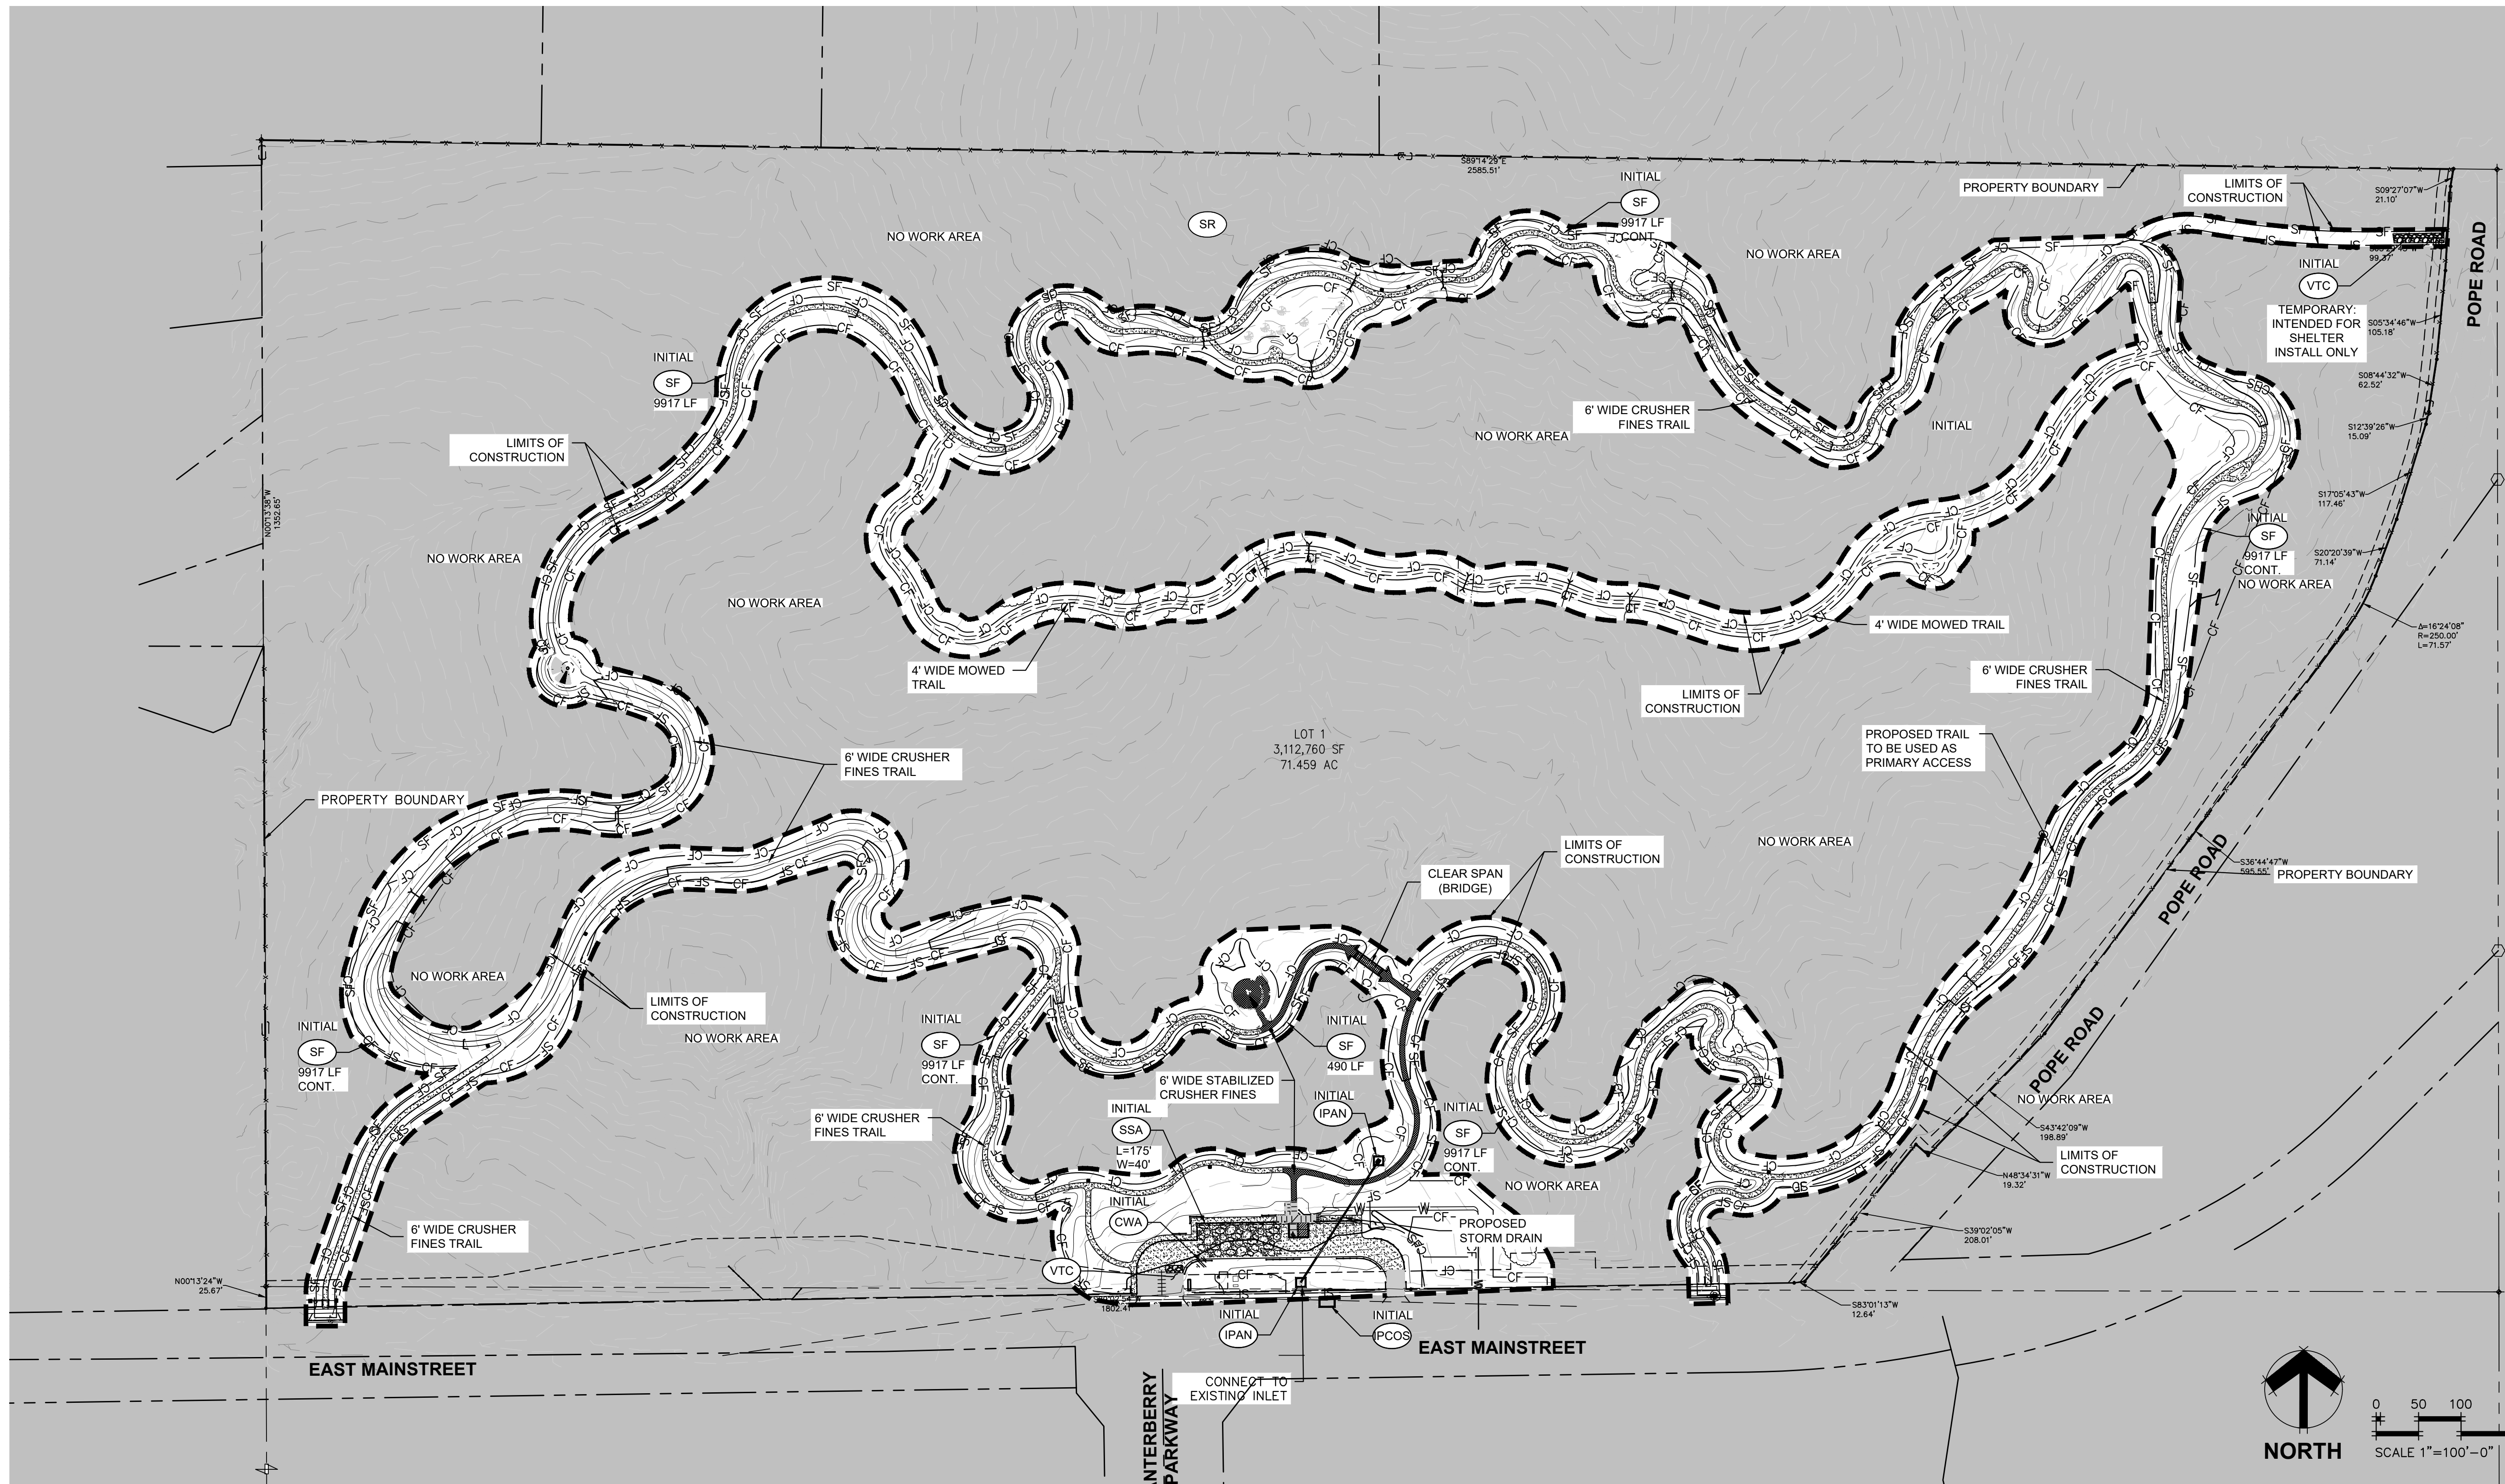 S89°14'29"E
2585.51'
INITIAL
SF
9917 LF
CONT.
PROPERTY BOUNDARY
LIMITS OF
CONSTRUCTION
S09°27'07"W
21.10'
POPE ROAD
SR
NO WORK AREA
NO WORK AREA
99.37'
INITIAL
VTC
TEMPORARY:
INTENDED FOR
SHELTER
INSTALL ONLY
S05°34'46"W
105.18'
S08°44'32"W
62.52'
INITIAL
SF
9917 LF
6' WIDE CRUSHER
FINES TRAIL
INITIAL
NO WORK AREA
S12°39'26"W
15.09'
LIMITS OF
CONSTRUCTION
N00°13'38"W
1352.65'
S17°05'43"W
117.46'
INITIAL
SF
9917 LF
CONT.
NO WORK AREA
S20°20'39"W
71.14'
NO WORK AREA
NO WORK AREA
4' WIDE MOWED TRAIL
Δ=16°24'08"
R=250.00'
L=71.57'
4' WIDE MOWED
TRAIL
6' WIDE CRUSHER
FINES TRAIL
LIMITS OF
CONSTRUCTION
LOT 1
3,112,760 SF
71.459 AC
PROPOSED TRAIL
TO BE USED AS
PRIMARY ACCESS
6' WIDE CRUSHER
FINES TRAIL
PROPERTY BOUNDARY
NO WORK AREA
LIMITS OF
CONSTRUCTION
CLEAR SPAN
(BRIDGE)
S36°44'47"W
595.55'
PROPERTY BOUNDARY
POPE ROAD
NO WORK AREA
LIMITS OF
CONSTRUCTION
NO WORK AREA
INITIAL
SF
9917 LF
CONT.
INITIAL
SF
9917 LF
CONT.
INITIAL
SF
490 LF
POPE ROAD
NO WORK AREA
6' WIDE STABILIZED
CRUSHER FINES
INITIAL
IPAN
INITIAL
SSA
L=175'
W=40'
6' WIDE CRUSHER
FINES TRAIL
INITIAL
SF
9917 LF
CONT.
S43°42'09"W
198.89'
LIMITS OF
CONSTRUCTION
N48°34'31"W
19.32'
NO WORK AREA
INITIAL
CWA
PROPOSED
STORM DRAIN
S39°02'05"W
208.01'
6' WIDE CRUSHER
FINES TRAIL
VTC
N00°13'24"W
25.67'
1802.41'
S83°01'13"W
12.64'
INITIAL
IPAN
INITIAL
IPCOS
EAST MAINSTREET
EAST MAINSTREET
CONNECT TO
EXISTING INLET
NTERBERRY
PARKWAY
NORTH
0 50 100
SCALE 1"=100'-0"